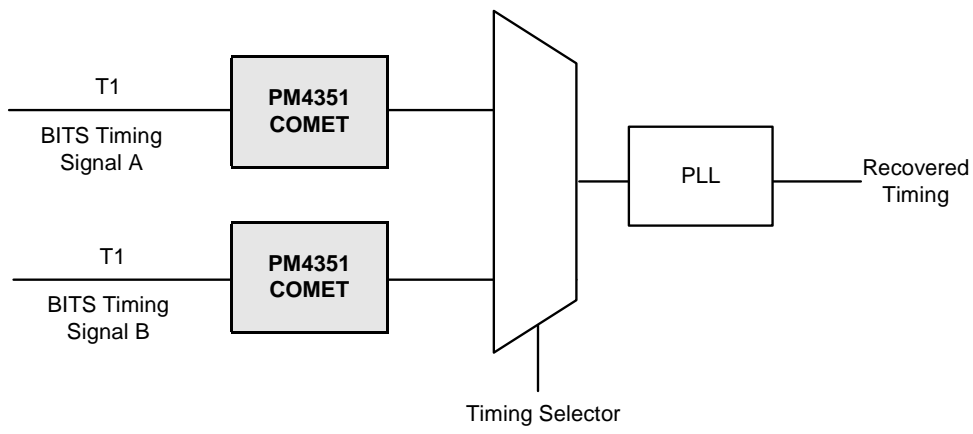 T1
BITS Timing
Signal A
PM4351
COMET
T1
BITS Timing
Signal B
PM4351
COMET
PLL
Recovered
Timing
Timing Selector